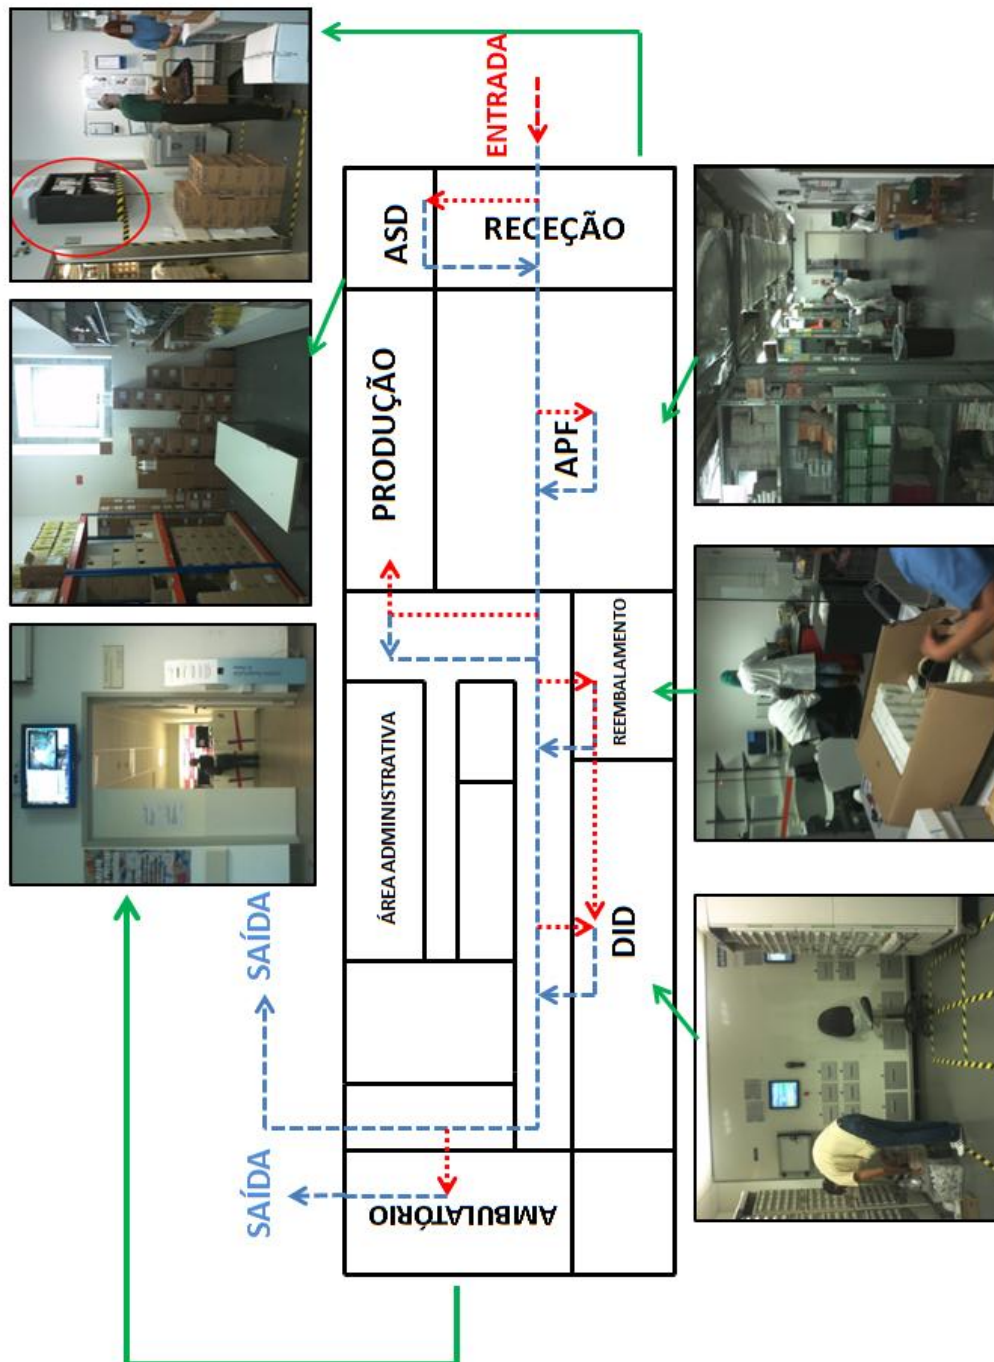 ENTRADA
ASD
RECEÇÃO
PRODUÇÃO
APF
REEMBALAMENTO
ÁREA ADMINISTRATIVA
DID
SAÍDA
SAÍDA
AMBULATÓRIO